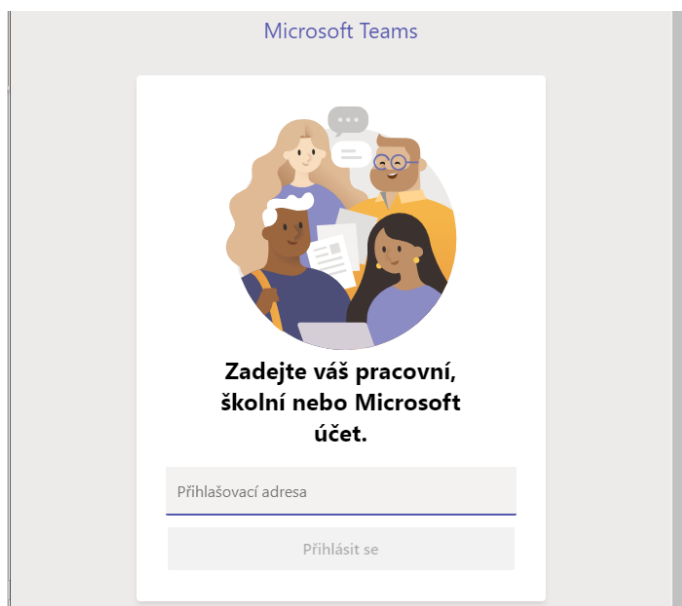 Microsoft Teams
Zadejte váš pracovní,
školní nebo Microsoft
účet.
Přihlašovací adresa
Přihlásit se